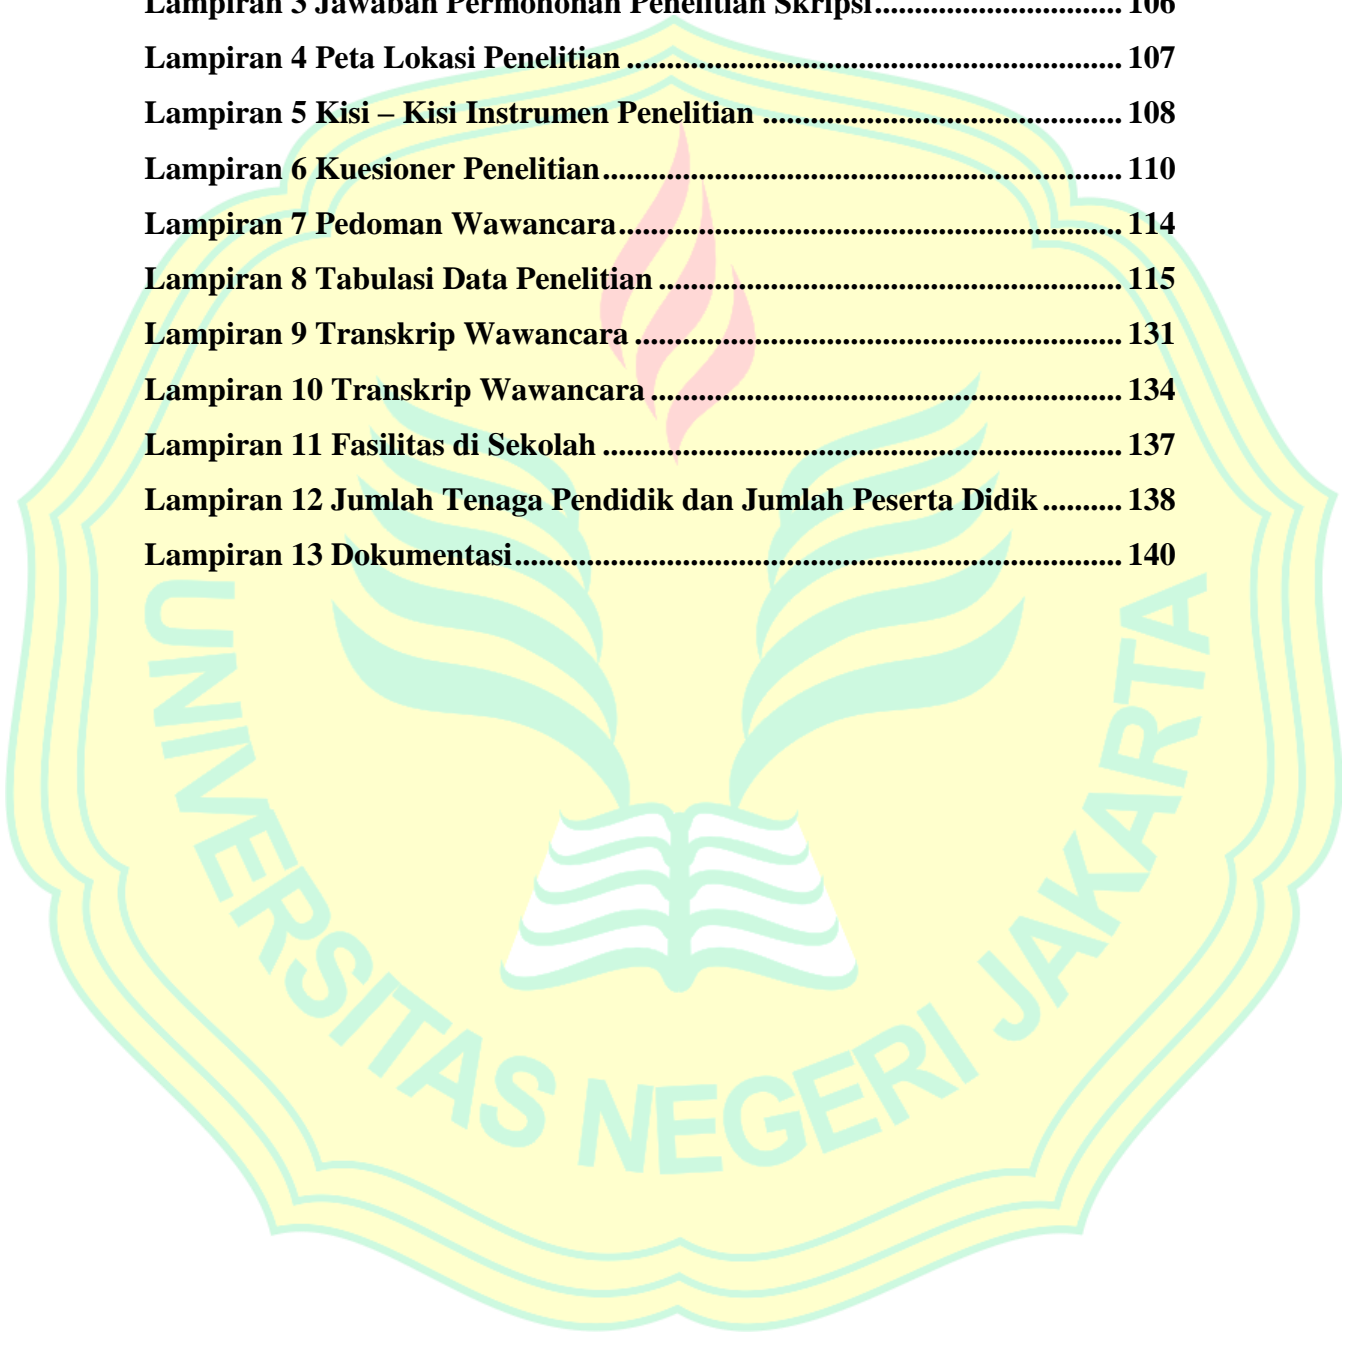 Lampiran 3 Jawaban Permohonan Penelitian Skripsi............................... 106
Lampiran 4 Peta Lokasi Penelitian .............................................................. 107
Lampiran 5 Kisi – Kisi Instrumen Penelitian ............................................. 108
Lampiran 6 Kuesioner Penelitian................................................................. 110
Lampiran 7 Pedoman Wawancara............................................................... 114
Lampiran 8 Tabulasi Data Penelitian .......................................................... 115
Lampiran 9 Transkrip Wawancara ............................................................. 131
Lampiran 10 Transkrip Wawancara ........................................................... 134
Lampiran 11 Fasilitas di Sekolah ................................................................. 137
Lampiran 12 Jumlah Tenaga Pendidik dan Jumlah Peserta Didik .......... 138
Lampiran 13 Dokumentasi............................................................................ 140
UNIVERSITAS NEGERI JAKARTA